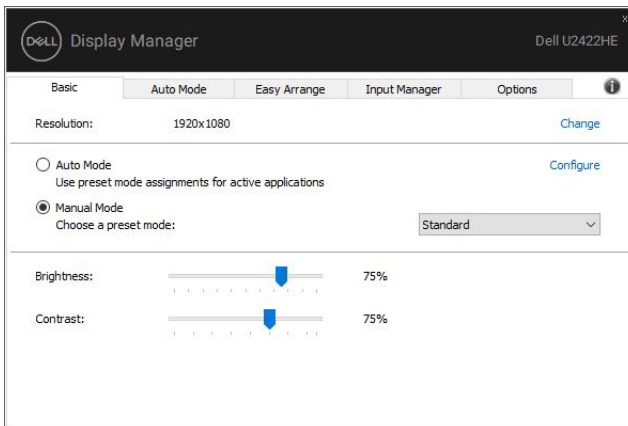 DELL Display Manager
Dell U2422HE
x
Basic Auto Mode Easy Arrange Input Manager Options i
Resolution: 1920x1080 Change
Auto Mode Configure
Use preset mode assignments for active applications
Manual Mode
Choose a preset mode: Standard
Brightness: 75%
Contrast: 75%